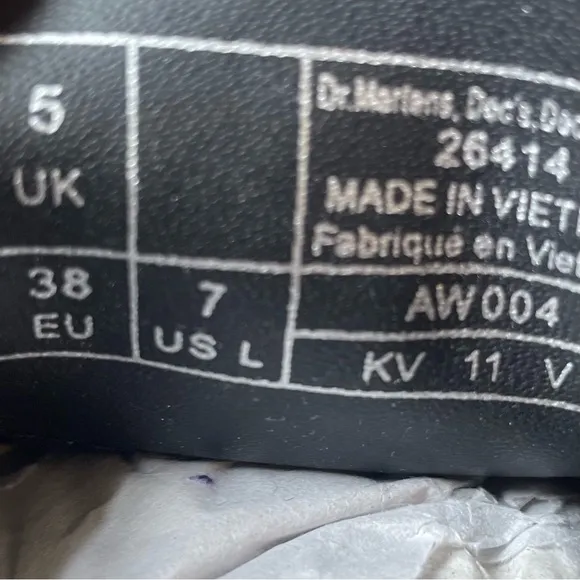 5
UK
38
EU
7
US L
Dr.Martens, Doc's,
26414
MADE IN
Fabriqué en
AW004
KV 11 V